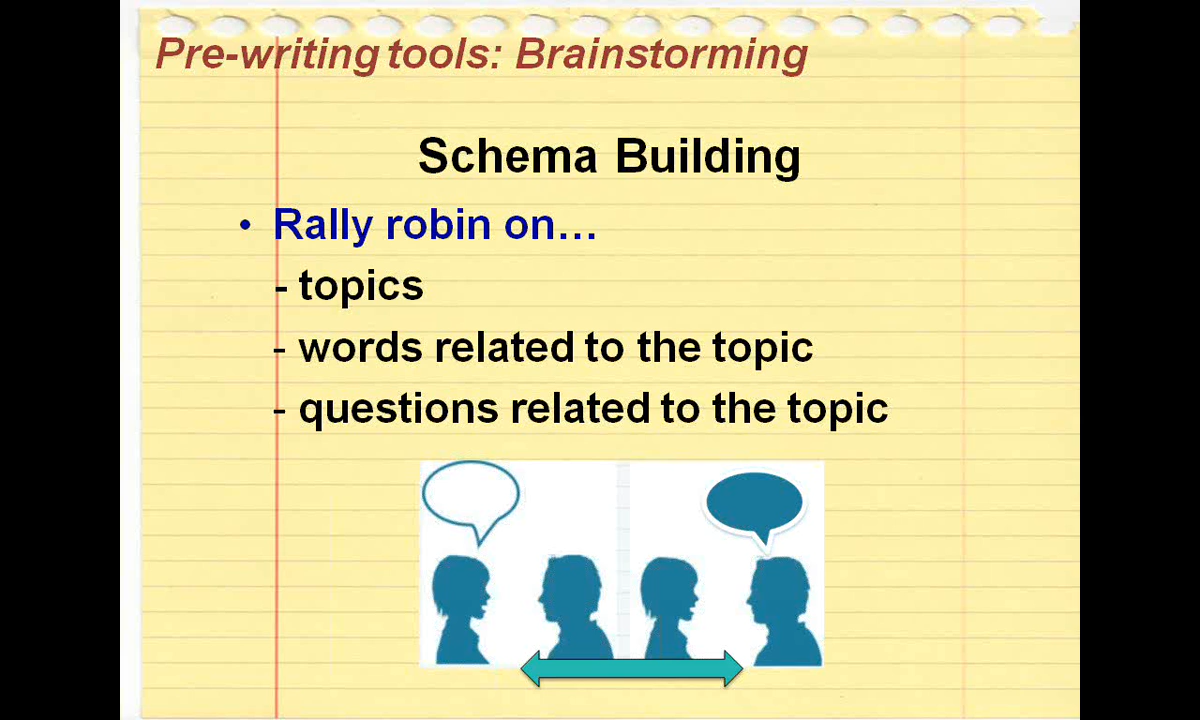 Pre-writing tools: Brainstorming
Schema Building
• Rally robin on…
- topics
- words related to the topic
- questions related to the topic